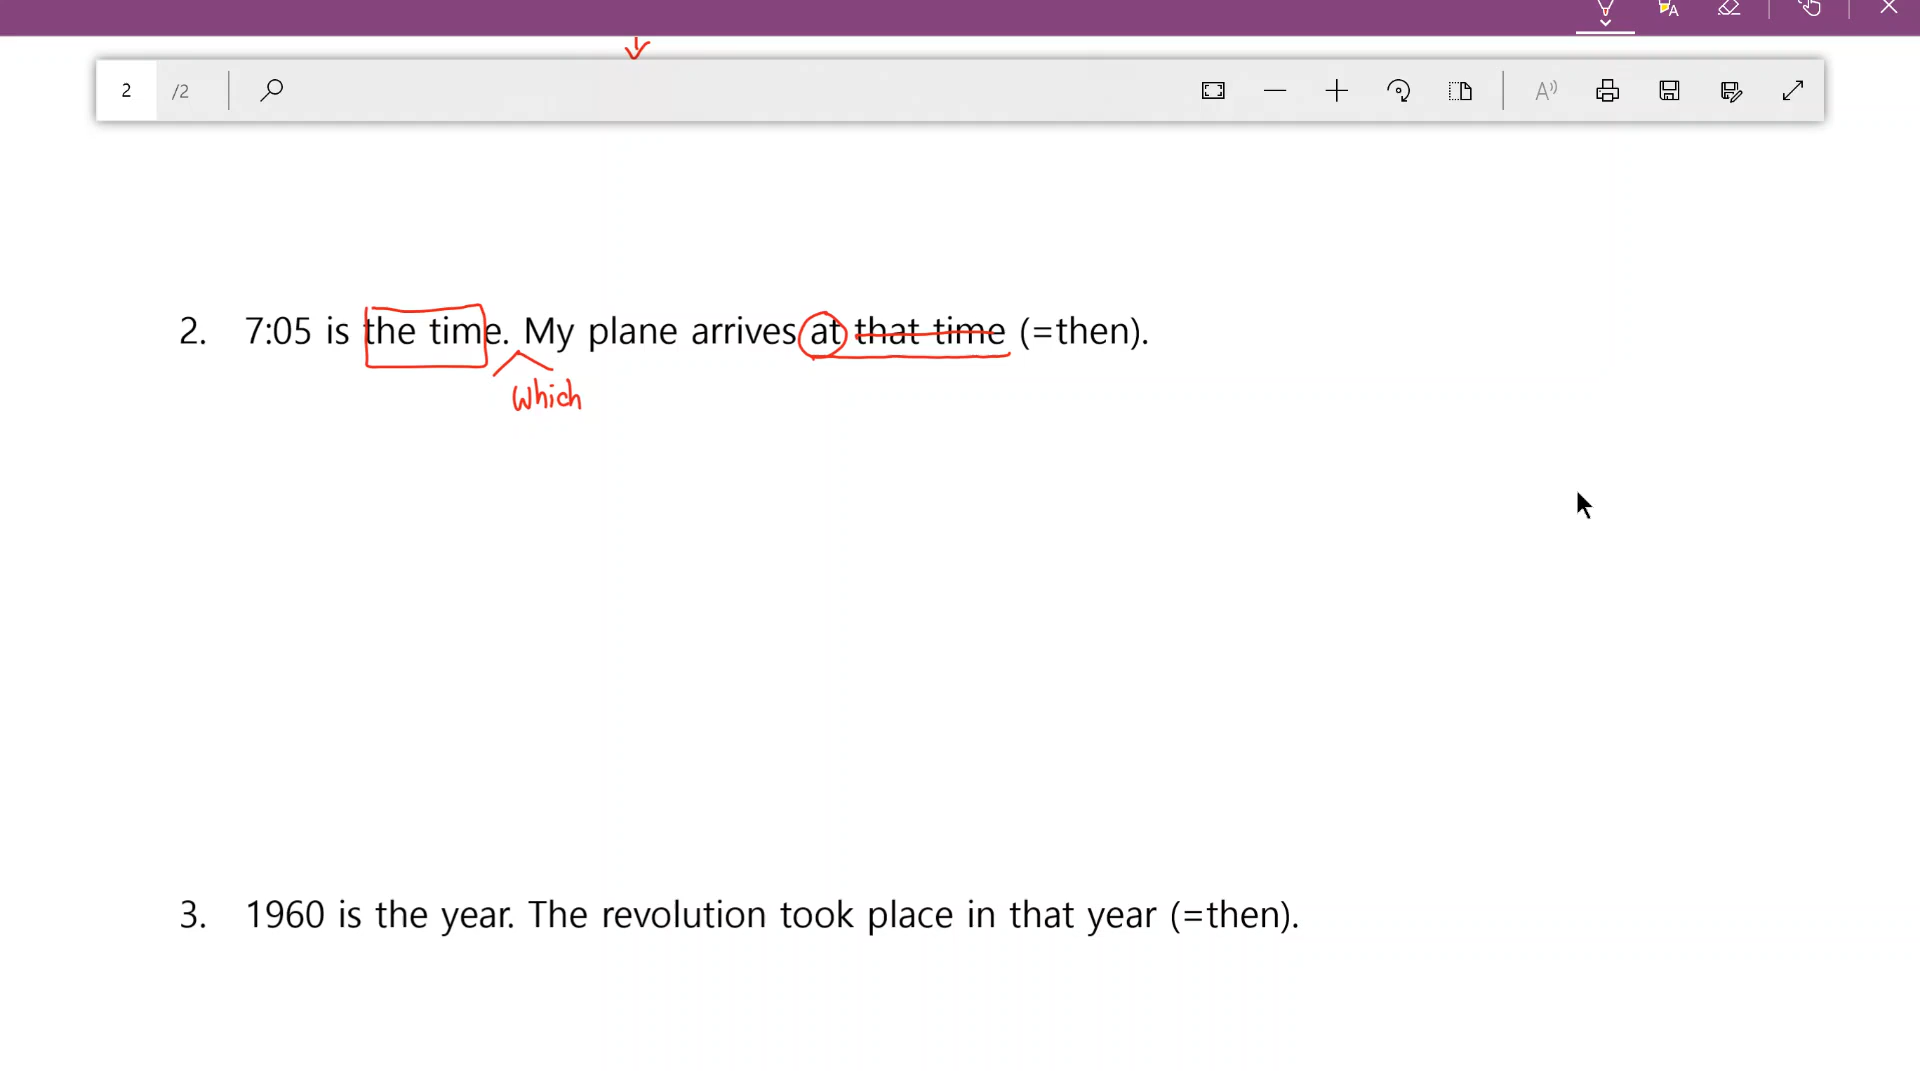 2 /2
2. 7:05 is the time. My plane arrives at that time (=then).
which
3. 1960 is the year. The revolution took place in that year (=then).